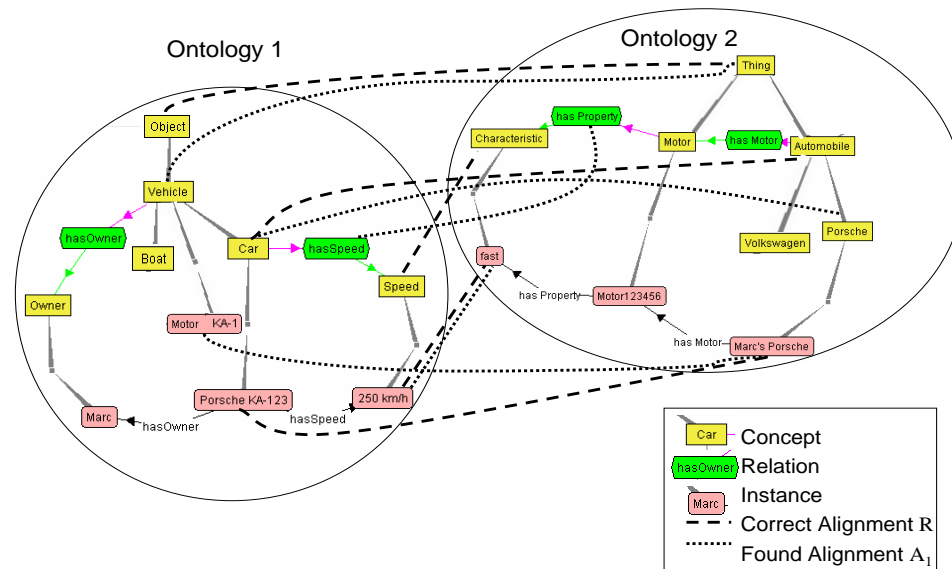 Ontology 1
Ontology 2
Thing
Object
has Property
Characteristic
Motor
has Motor
Automobile
Vehicle
hasOwner
Car
hasSpeed
Boat
Volkswagen
Porsche
fast
Speed
Owner
has Property
Motor123456
Motor KA-1
has Motor
Marc's Porsche
Porsche KA-123
250 km/h
Marc
hasOwner
hasSpeed
Car
Concept
hasOwner
Relation
Marc
Instance
Correct Alignment R
Found Alignment A₁